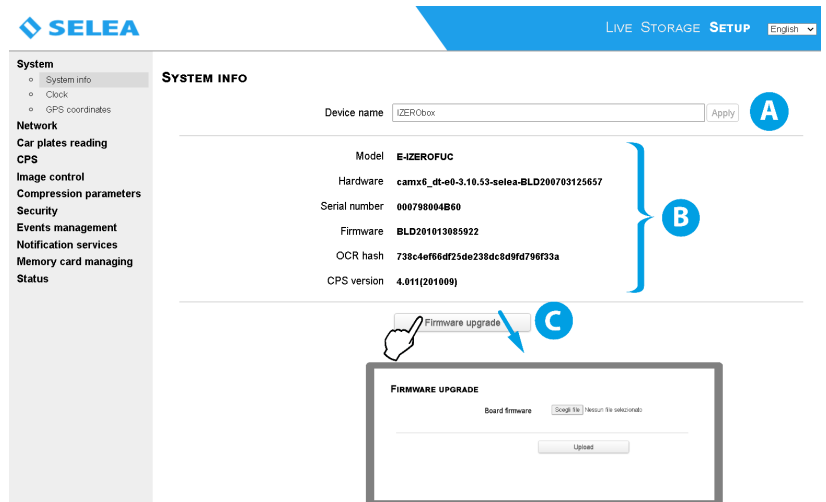 SELEA
LIVE STORAGE SETUP English
System
System info
Clock
GPS coordinates
Network
Car plates reading
CPS
Image control
Compression parameters
Security
Events management
Notification services
Memory card managing
Status
SYSTEM INFO
Device name IZERObox Apply A
Model E-IZEROFUC
Hardware carnx6_dt-e0-3.10.53-selea-BLD200703125657
Serial number 000798004B60
Firmware BLD201013085922
OCR hash 738c4ef66df25de238dc8d9fd796f33a
CPS version 4.011(201009)
B
Firmware upgrade C
FIRMWARE UPGRADE
Board firmware Scegli file Nessun file selezionato
Upload